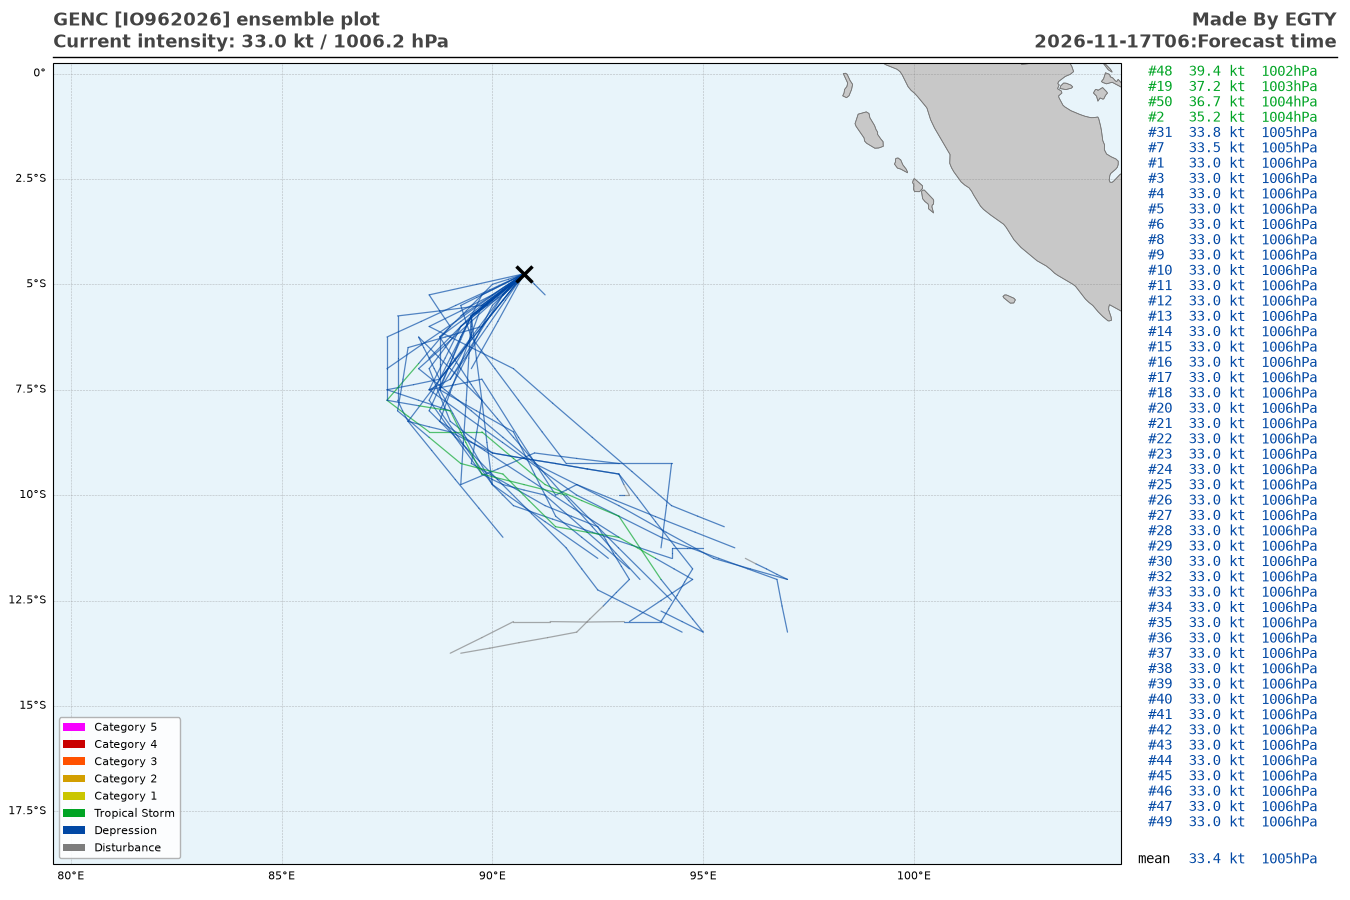 GENC [IO962026] ensemble plot
Current intensity: 33.0 kt / 1006.2 hPa
Made By EGTY
2026-11-17T06:Forecast time
0°
2.5°S
5°S
7.5°S
10°S
12.5°S
15°S
17.5°S
80°E
85°E
90°E
95°E
100°E
Category 5
Category 4
Category 3
Category 2
Category 1
Tropical Storm
Depression
Disturbance
#48 39.4 kt 1002hPa
#19 37.2 kt 1003hPa
#50 36.7 kt 1004hPa
#2 35.2 kt 1004hPa
#31 33.8 kt 1005hPa
#7 33.5 kt 1005hPa
#1 33.0 kt 1006hPa
#3 33.0 kt 1006hPa
#4 33.0 kt 1006hPa
#5 33.0 kt 1006hPa
#6 33.0 kt 1006hPa
#8 33.0 kt 1006hPa
#9 33.0 kt 1006hPa
#10 33.0 kt 1006hPa
#11 33.0 kt 1006hPa
#12 33.0 kt 1006hPa
#13 33.0 kt 1006hPa
#14 33.0 kt 1006hPa
#15 33.0 kt 1006hPa
#16 33.0 kt 1006hPa
#17 33.0 kt 1006hPa
#18 33.0 kt 1006hPa
#20 33.0 kt 1006hPa
#21 33.0 kt 1006hPa
#22 33.0 kt 1006hPa
#23 33.0 kt 1006hPa
#24 33.0 kt 1006hPa
#25 33.0 kt 1006hPa
#26 33.0 kt 1006hPa
#27 33.0 kt 1006hPa
#28 33.0 kt 1006hPa
#29 33.0 kt 1006hPa
#30 33.0 kt 1006hPa
#32 33.0 kt 1006hPa
#33 33.0 kt 1006hPa
#34 33.0 kt 1006hPa
#35 33.0 kt 1006hPa
#36 33.0 kt 1006hPa
#37 33.0 kt 1006hPa
#38 33.0 kt 1006hPa
#39 33.0 kt 1006hPa
#40 33.0 kt 1006hPa
#41 33.0 kt 1006hPa
#42 33.0 kt 1006hPa
#43 33.0 kt 1006hPa
#44 33.0 kt 1006hPa
#45 33.0 kt 1006hPa
#46 33.0 kt 1006hPa
#47 33.0 kt 1006hPa
#49 33.0 kt 1006hPa
mean 33.4 kt 1005hPa